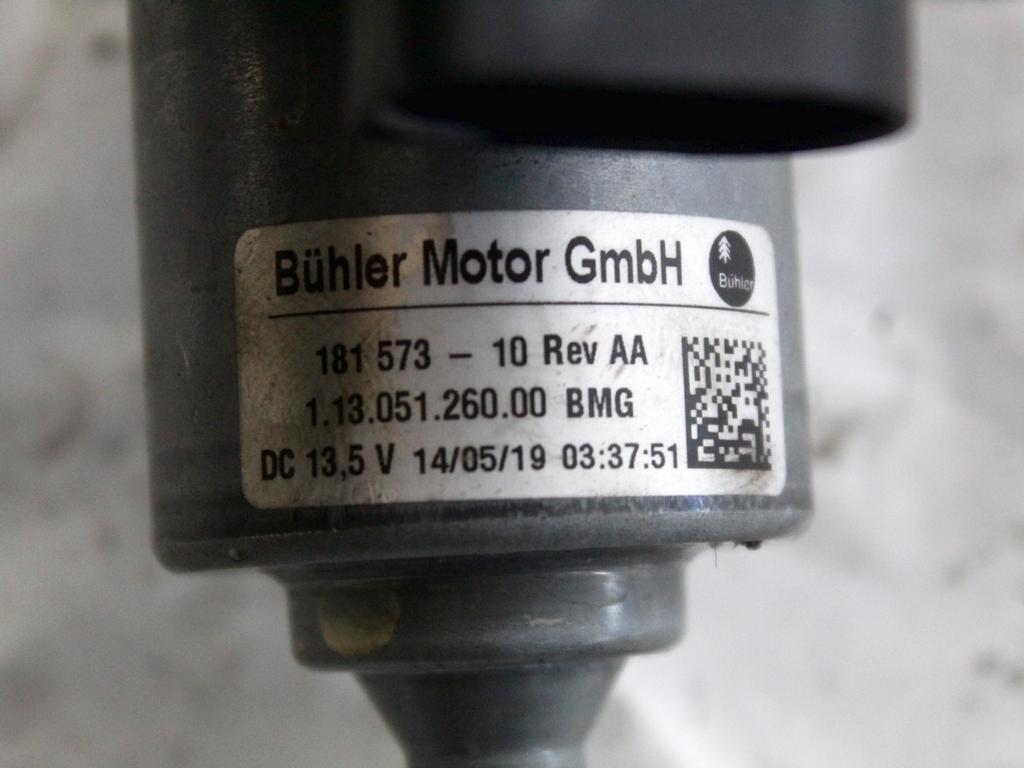 Bühler Motor GmbH
Bühler
181 573 – 10 Rev AA
1.13.051.260.00 BMG
DC 13,5 V 14/05/19 03:37:51